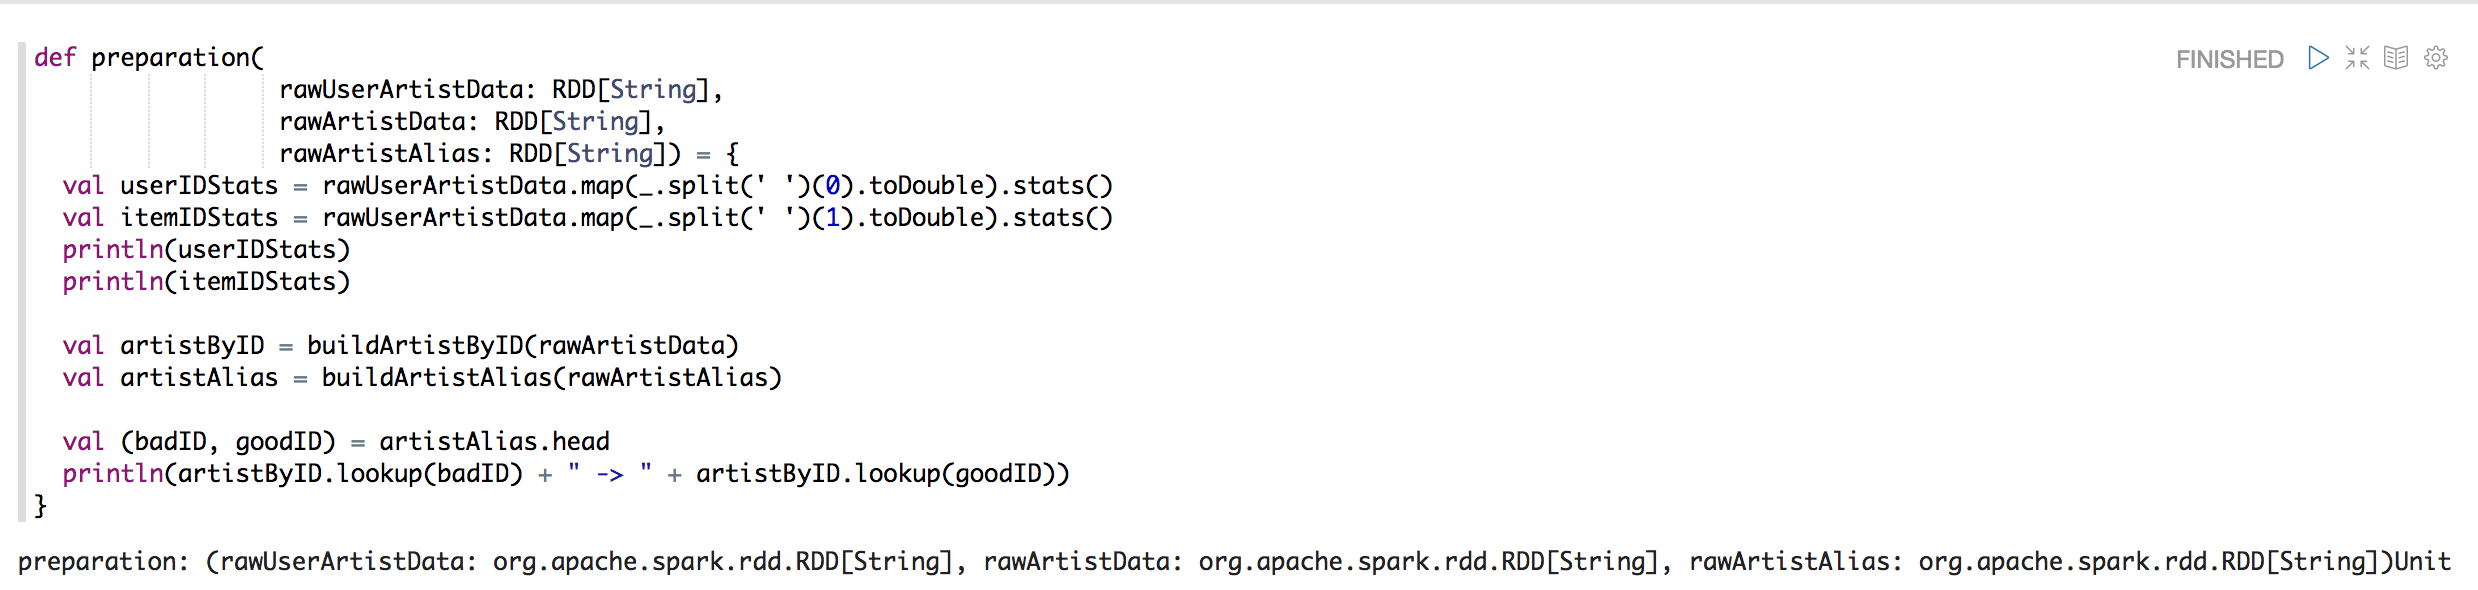 def preparation(
FINISHED
rawUserArtistData: RDD[String],
rawArtistData: RDD[String],
rawArtistAlias: RDD[String]) = {
val userIDStats = rawUserArtistData.map(_.split(' ')(0).toDouble).stats()
val itemIDStats = rawUserArtistData.map(_.split(' ')(1).toDouble).stats()
println(userIDStats)
println(itemIDStats)
val artistByID = buildArtistByID(rawArtistData)
val artistAlias = buildArtistAlias(rawArtistAlias)
val (badID, goodID) = artistAlias.head
println(artistByID.lookup(badID) + " -> " + artistByID.lookup(goodID))
}
preparation: (rawUserArtistData: org.apache.spark.rdd.RDD[String], rawArtistData: org.apache.spark.rdd.RDD[String], rawArtistAlias: org.apache.spark.rdd.RDD[String])Unit